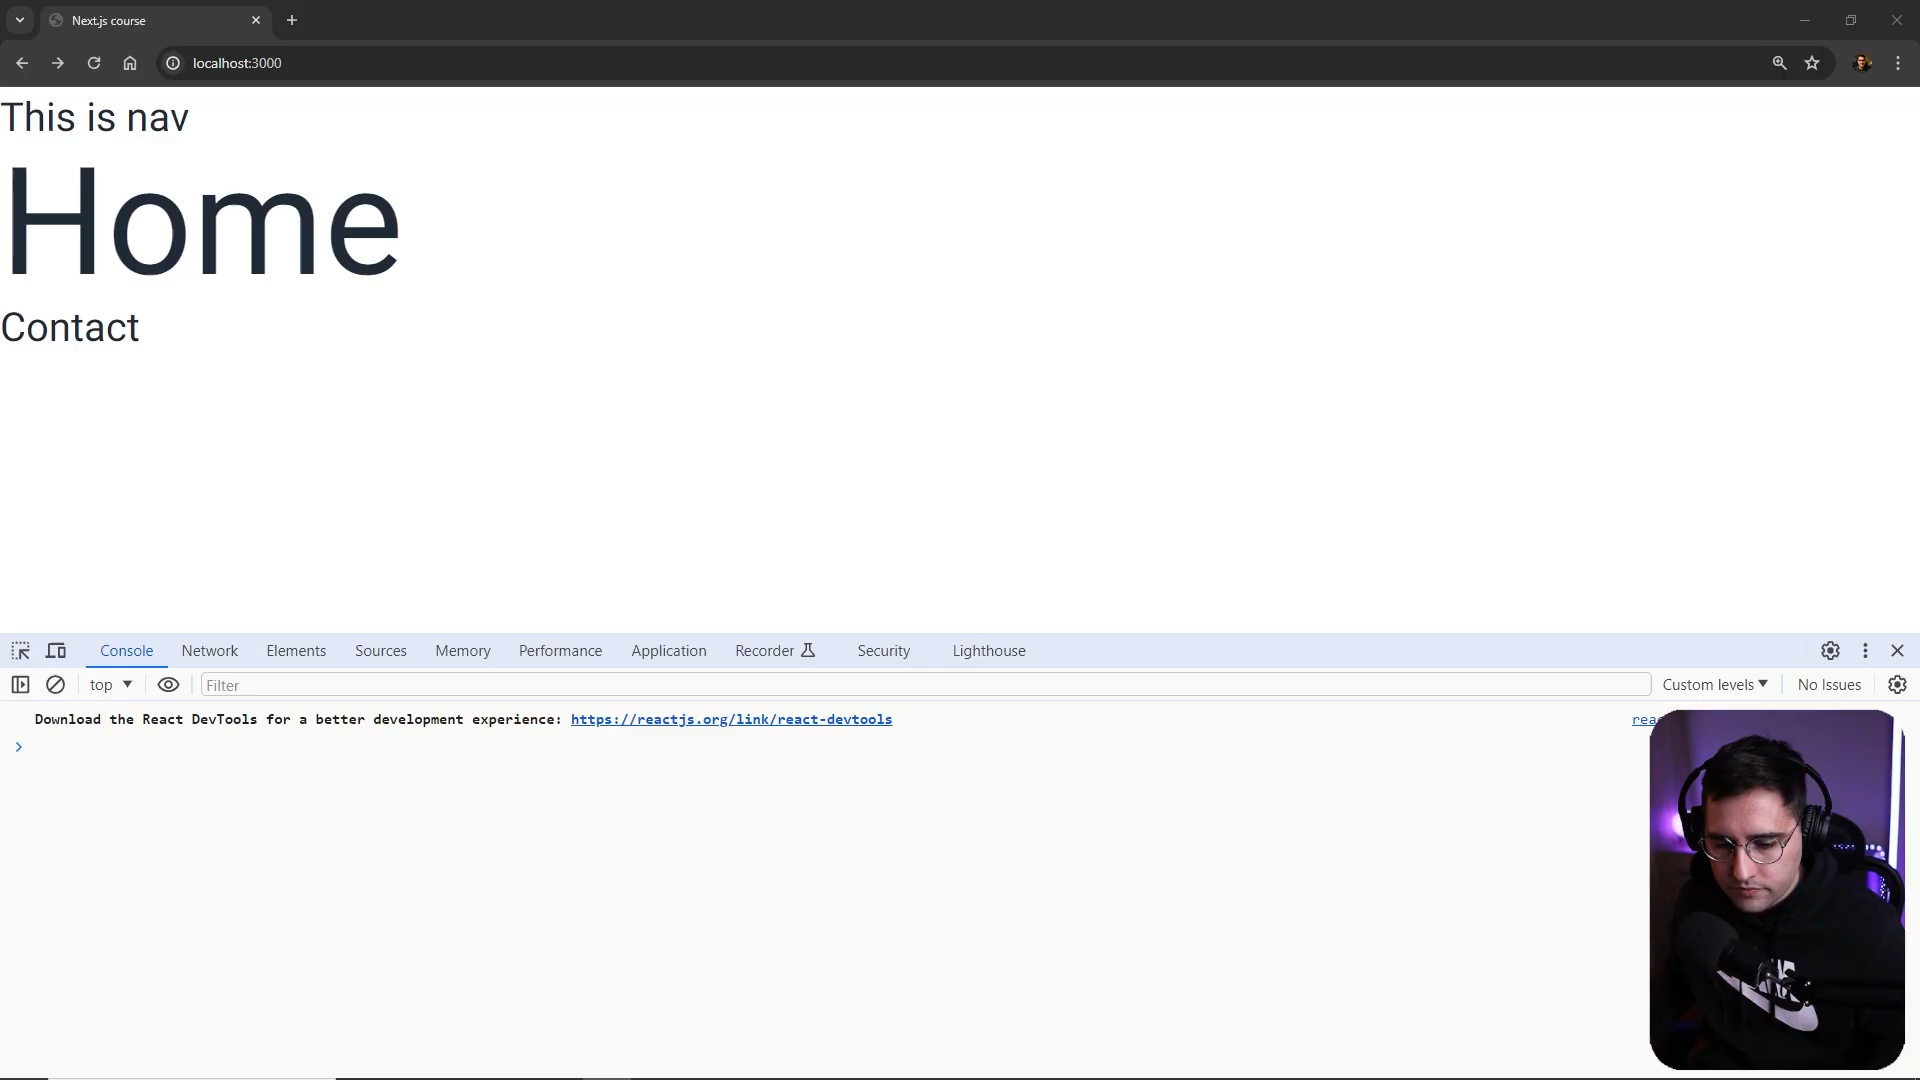 Next.js course
localhost:3000
This is nav
Home
Contact
Console Network Elements Sources Memory Performance Application Recorder Security Lighthouse
top Filter Custom levels No Issues
Download the React DevTools for a better development experience: https://reactjs.org/link/react-devtools